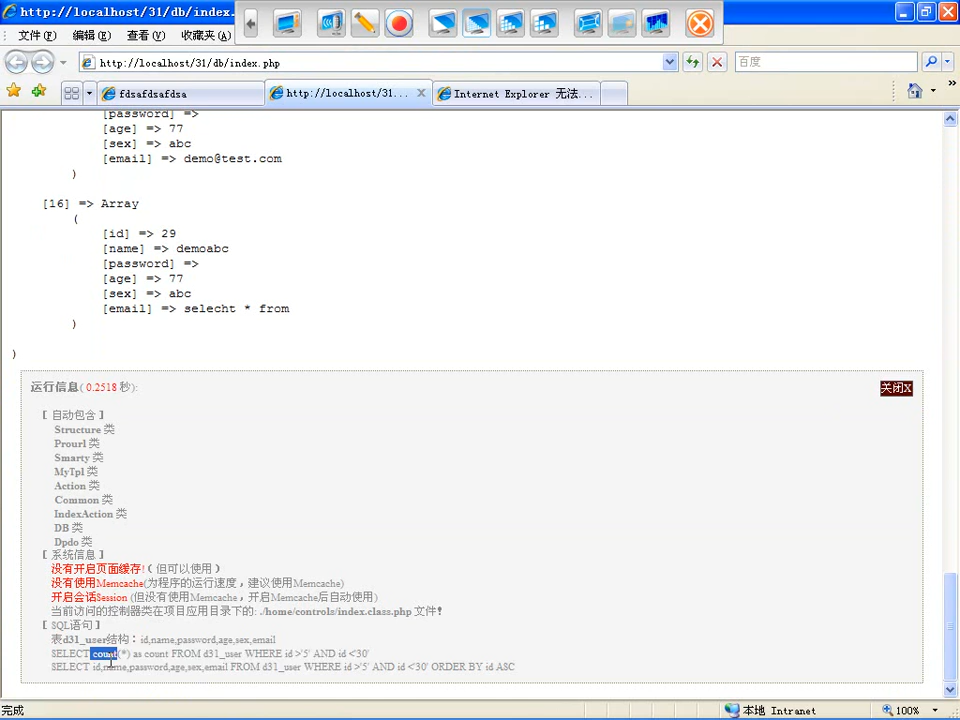 http://localhost/31/db/index.
文件(F) 编辑(E) 查看(V) 收藏夹(A)
http://localhost/31/db/index.php
百度
fdsafdsafdsa
http://localhost/31...
Internet Explorer 无法...
[password] =>
[age] => 77
[sex] => abc
[email] => demo@test.com
)
[16] => Array
(
[id] => 29
[name] => demoabc
[password] =>
[age] => 77
[sex] => abc
[email] => selecht * from
)
)
运行信息( 0.2518 秒):
关闭X
[ 自动包含 ]
Structure 类
Prourl 类
Smarty 类
MyTpl 类
Action 类
Common 类
IndexAction 类
DB 类
Dpdo 类
[ 系统信息 ]
没有开启页面缓存!( 但可以使用 )
没有使用Memcache(为程序的运行速度，建议使用Memcache)
开启会话Session (但没有使用Memcache，开启Memcache后自动使用)
当前访问的控制器类在项目应用目录下的: ./home/controls/index.class.php 文件！
[ SQL语句 ]
表d31_user结构：id,name,password,age,sex,email
SELECT count(*) as count FROM d31_user WHERE id >'5' AND id <'30'
SELECT id,name,password,age,sex,email FROM d31_user WHERE id >'5' AND id <'30' ORDER BY id ASC
完成
本地 Intranet
100%